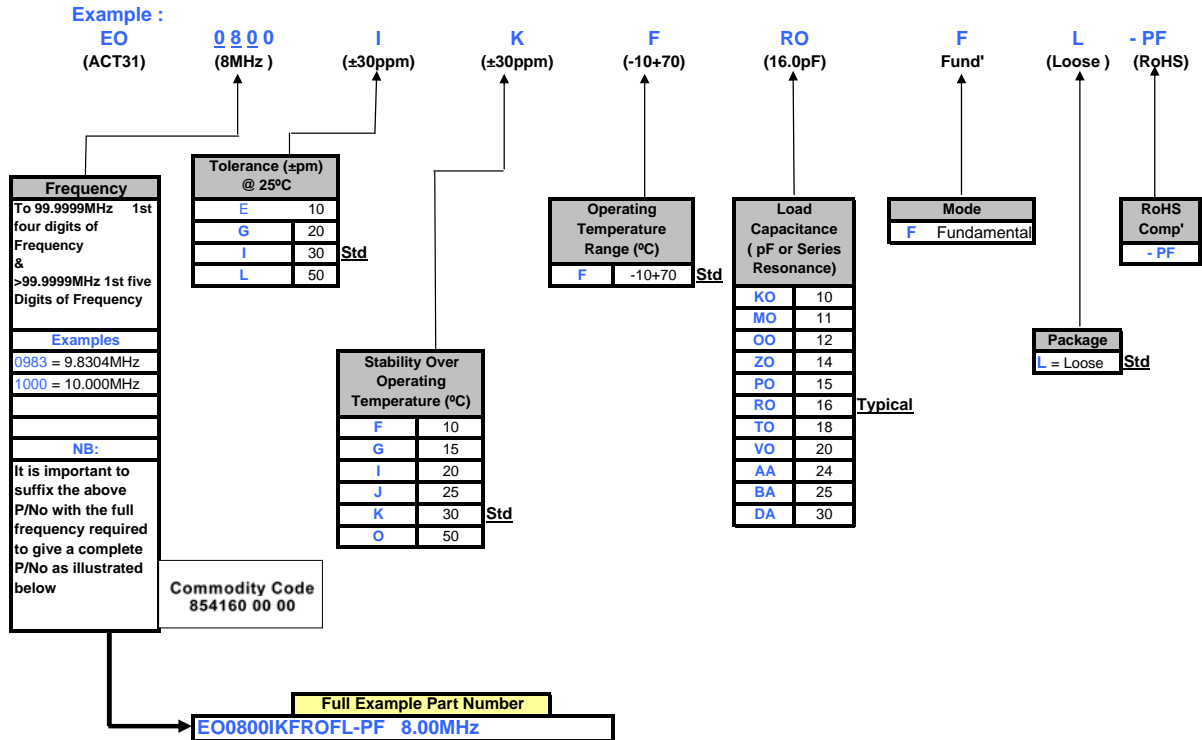 Example :
EO 0800 I K F RO F L - PF
(ACT31) (8MHz ) (±30ppm) (±30ppm) (-10+70) (16.0pF) Fund' (Loose ) (RoHS)
Frequency
To 99.9999MHz 1st
four digits of
Frequency
&
>99.9999MHz 1st five
Digits of Frequency
Examples
0983 = 9.8304MHz
1000 = 10.000MHz
NB:
It is important to
suffix the above
P/No with the full
frequency required
to give a complete
P/No as illustrated
below
Tolerance (±pm)
@ 25ºC
E 10
G 20
I 30 Std
L 50
Stability Over
Operating
Temperature (ºC)
F 10
G 15
I 20
J 25
K 30 Std
O 50
Operating
Temperature
Range (ºC)
F -10+70 Std
Load
Capacitance
( pF or Series
Resonance)
KO 10
MO 11
OO 12
ZO 14
PO 15
RO 16 Typical
TO 18
VO 20
AA 24
BA 25
DA 30
Mode
F Fundamental
Package
L = Loose Std
RoHS
Comp'
- PF
Commodity Code
854160 00 00
Full Example Part Number
EO0800IKFROFL-PF 8.00MHz